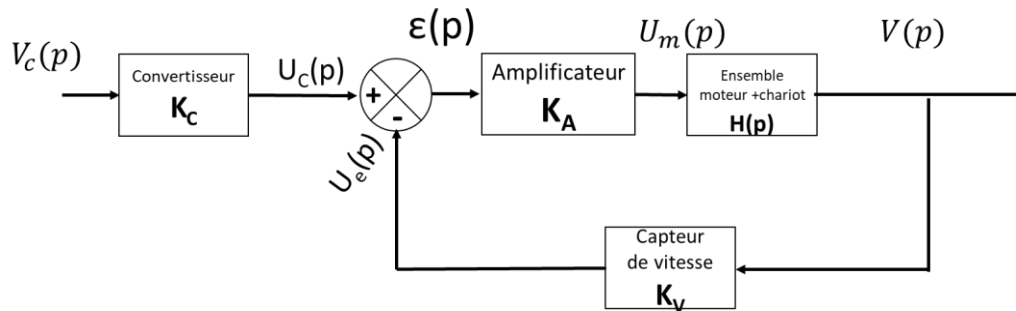 V_c(p)
Convertisseur
K_C
U_C(p)
+
-
U_e(p)
ε(p)
Amplificateur
K_A
U_m(p)
Ensemble
moteur +chariot
H(p)
V(p)
Capteur
de vitesse
K_V